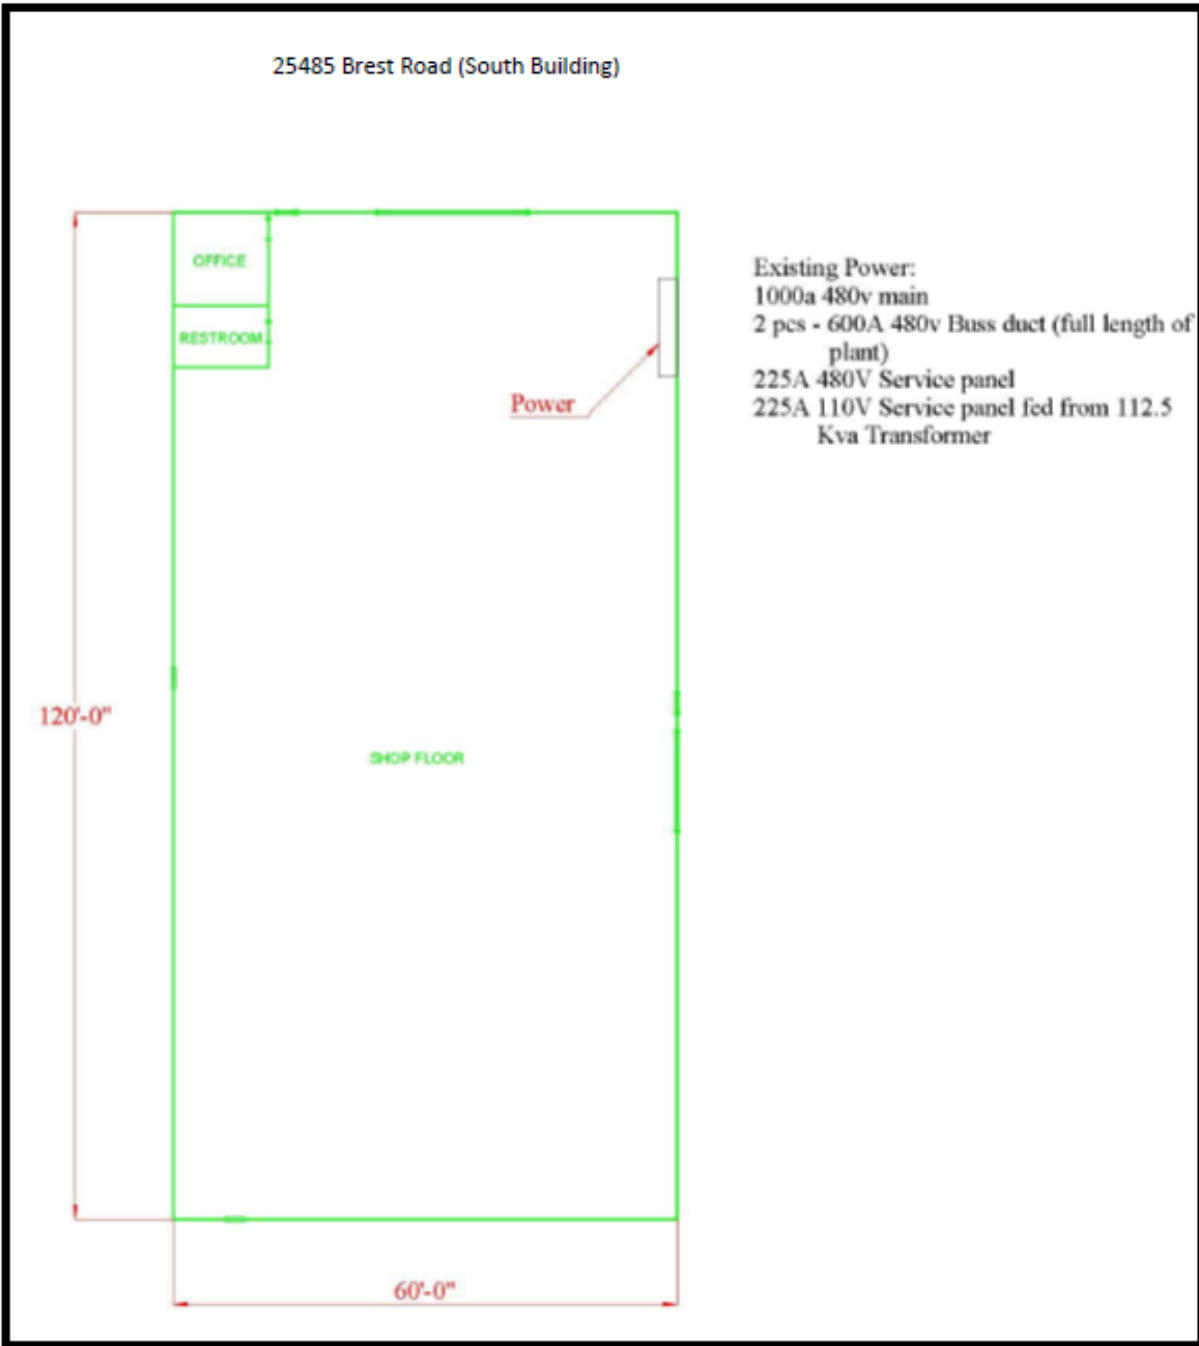 25485 Brest Road (South Building)
OFFICE
RESTROOM
Existing Power:
1000a 480v main
2 pcs - 600A 480v Buss duct (full length of
plant)
225A 480V Service panel
225A 110V Service panel fed from 112.5
Kva Transformer
Power
120'-0"
SHOP FLOOR
60'-0"